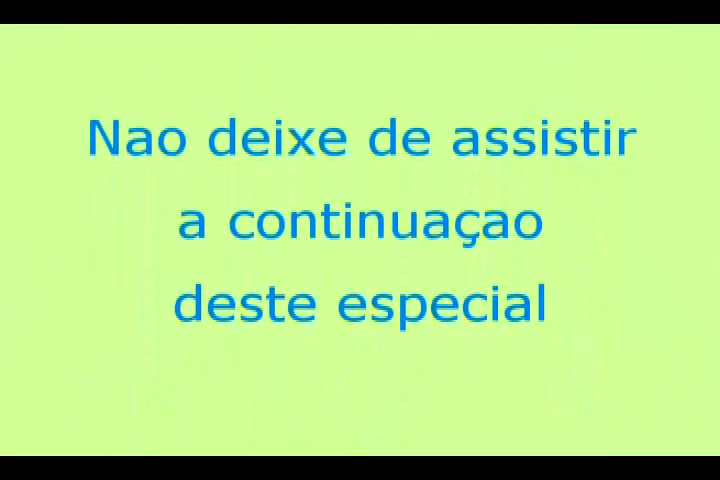 Nao deixe de assistir
a continuaçao
deste especial